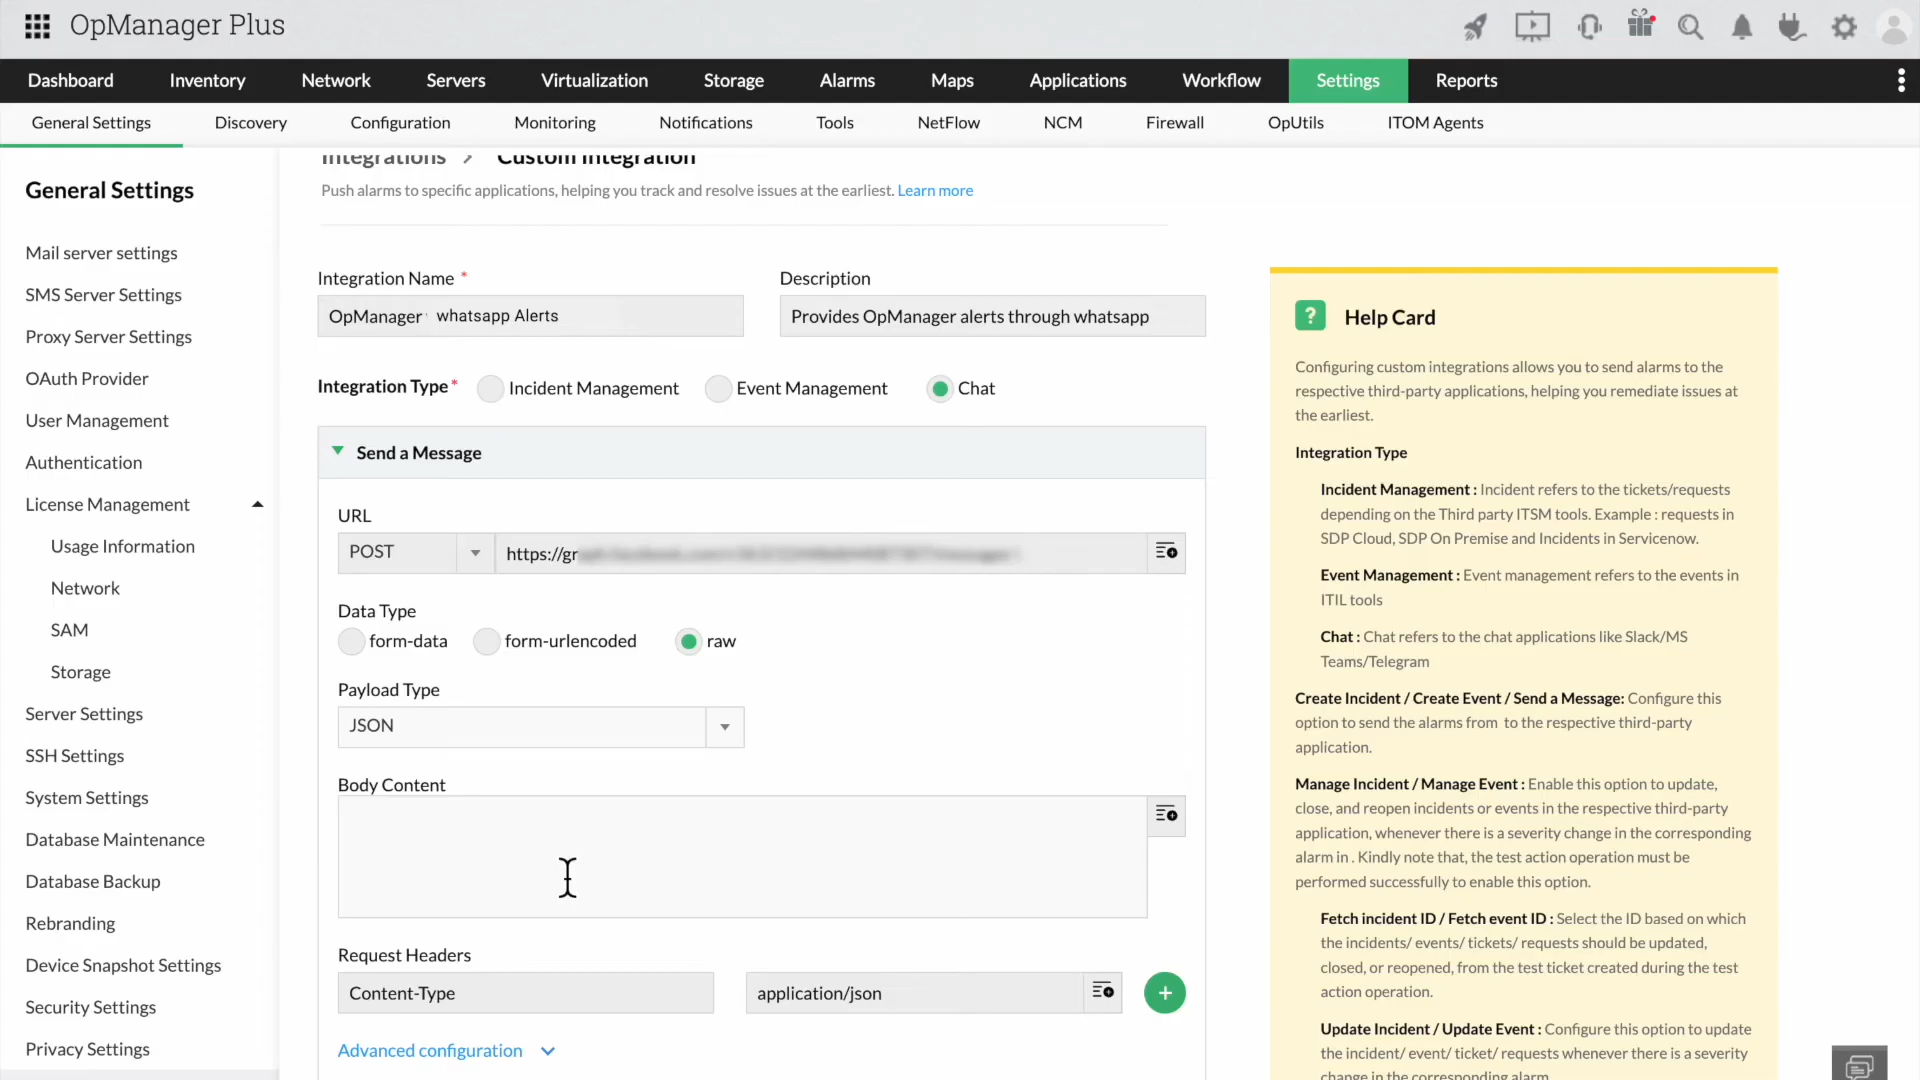 OpManager Plus
Dashboard Inventory Network Servers Virtualization Storage Alarms Maps Applications Workflow Settings Reports
General Settings Discovery Configuration Monitoring Notifications Tools NetFlow NCM Firewall OpUtils ITOM Agents
General Settings
Mail server settings
SMS Server Settings
Proxy Server Settings
OAuth Provider
User Management
Authentication
License Management
Usage Information
Network
SAM
Storage
Server Settings
SSH Settings
System Settings
Database Maintenance
Database Backup
Rebranding
Device Snapshot Settings
Security Settings
Privacy Settings
Integrations > Custom Integration
Push alarms to specific applications, helping you track and resolve issues at the earliest. Learn more
Integration Name * Description
OpManager whatsapp Alerts Provides OpManager alerts through whatsapp
Integration Type * Incident Management Event Management Chat
Send a Message
URL
POST https://gr
Data Type
form-data form-urlencoded raw
Payload Type
JSON
Body Content
Request Headers
Content-Type application/json +
Advanced configuration
? Help Card
Configuring custom integrations allows you to send alarms to the
respective third-party applications, helping you remediate issues at
the earliest.
Integration Type
Incident Management : Incident refers to the tickets/requests
depending on the Third party ITSM tools. Example : requests in
SDP Cloud, SDP On Premise and Incidents in Servicenow.
Event Management : Event management refers to the events in
ITIL tools
Chat : Chat refers to the chat applications like Slack/MS
Teams/Telegram
Create Incident / Create Event / Send a Message: Configure this
option to send the alarms from to the respective third-party
application.
Manage Incident / Manage Event : Enable this option to update,
close, and reopen incidents or events in the respective third-party
application, whenever there is a severity change in the corresponding
alarm in . Kindly note that, the test action operation must be
performed successfully to enable this option.
Fetch incident ID / Fetch event ID : Select the ID based on which
the incidents/ events/ tickets/ requests should be updated,
closed, or reopened, from the test ticket created during the test
action operation.
Update Incident / Update Event : Configure this option to update
the incident/ event/ ticket/ requests whenever there is a severity
change in the corresponding alarm.